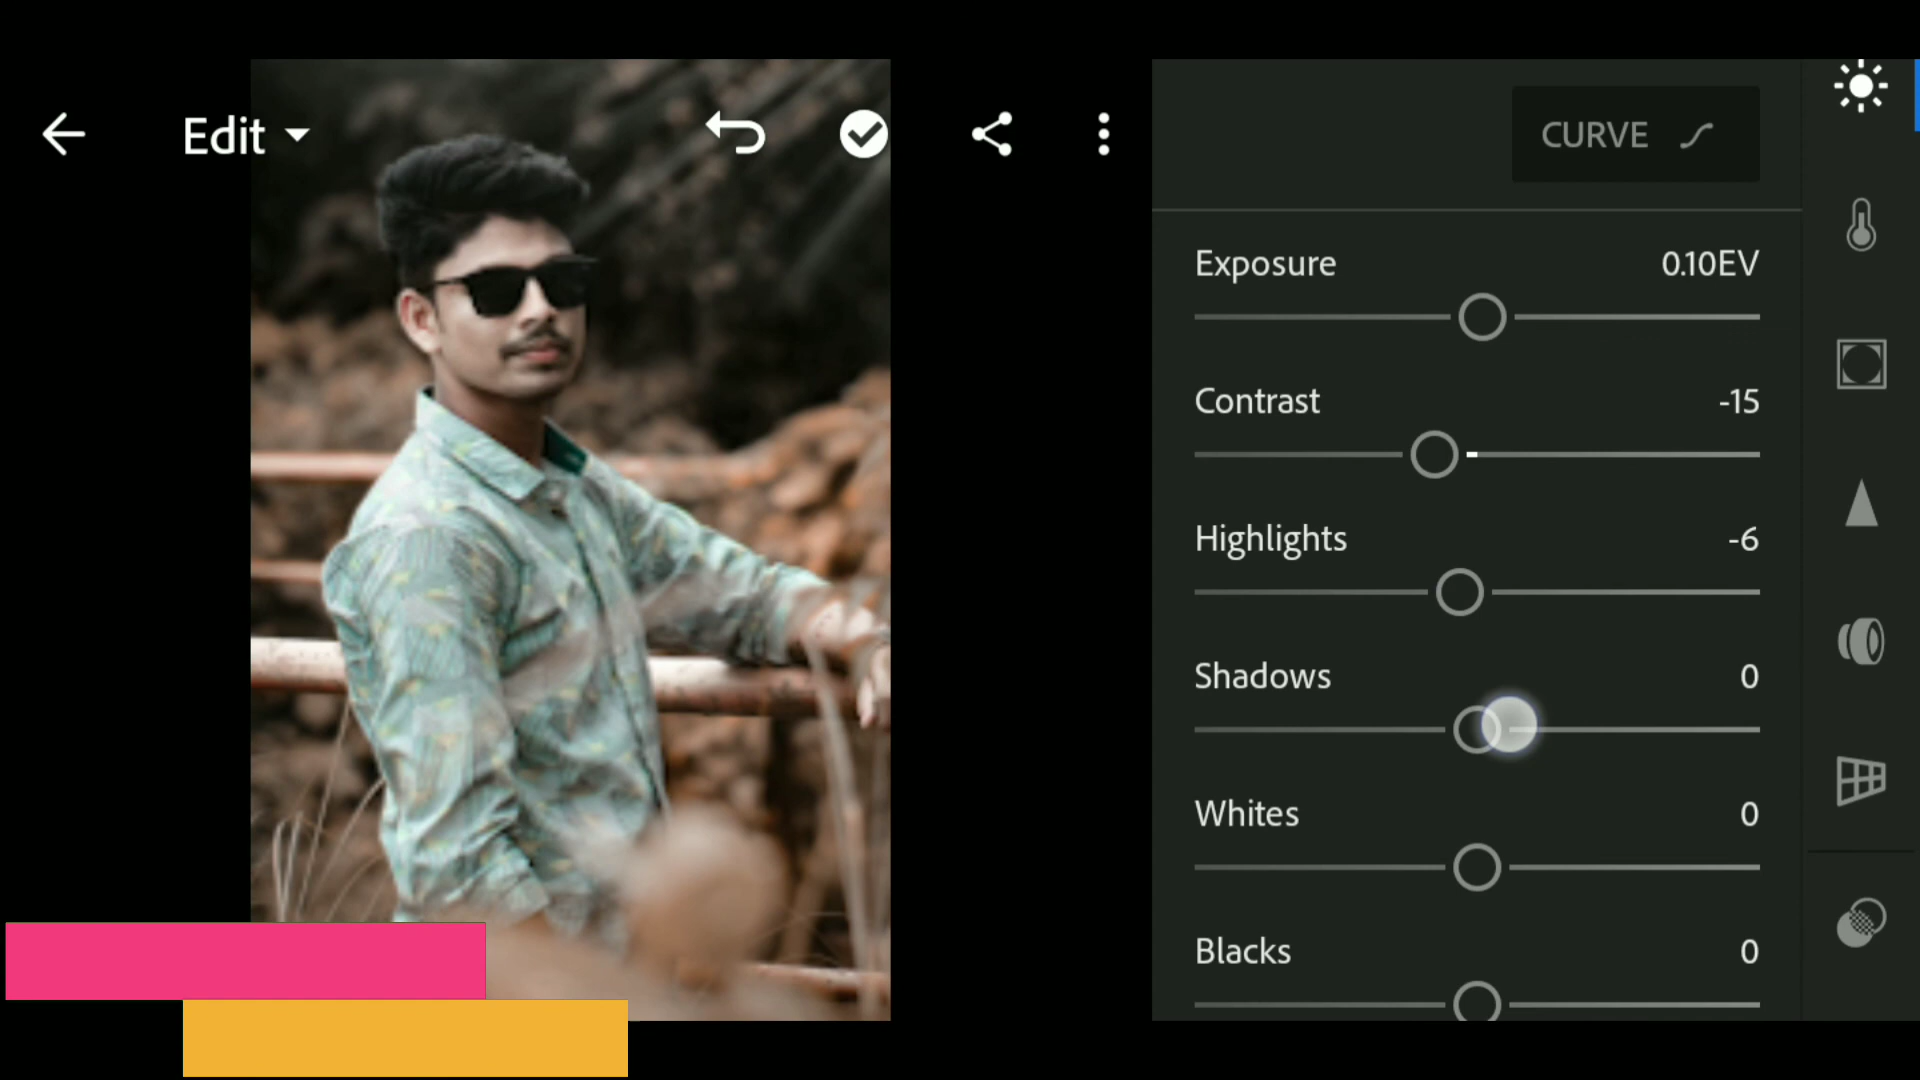 Edit
CURVE
Exposure 0.10EV
Contrast -15
Highlights -6
Shadows 0
Whites 0
Blacks 0